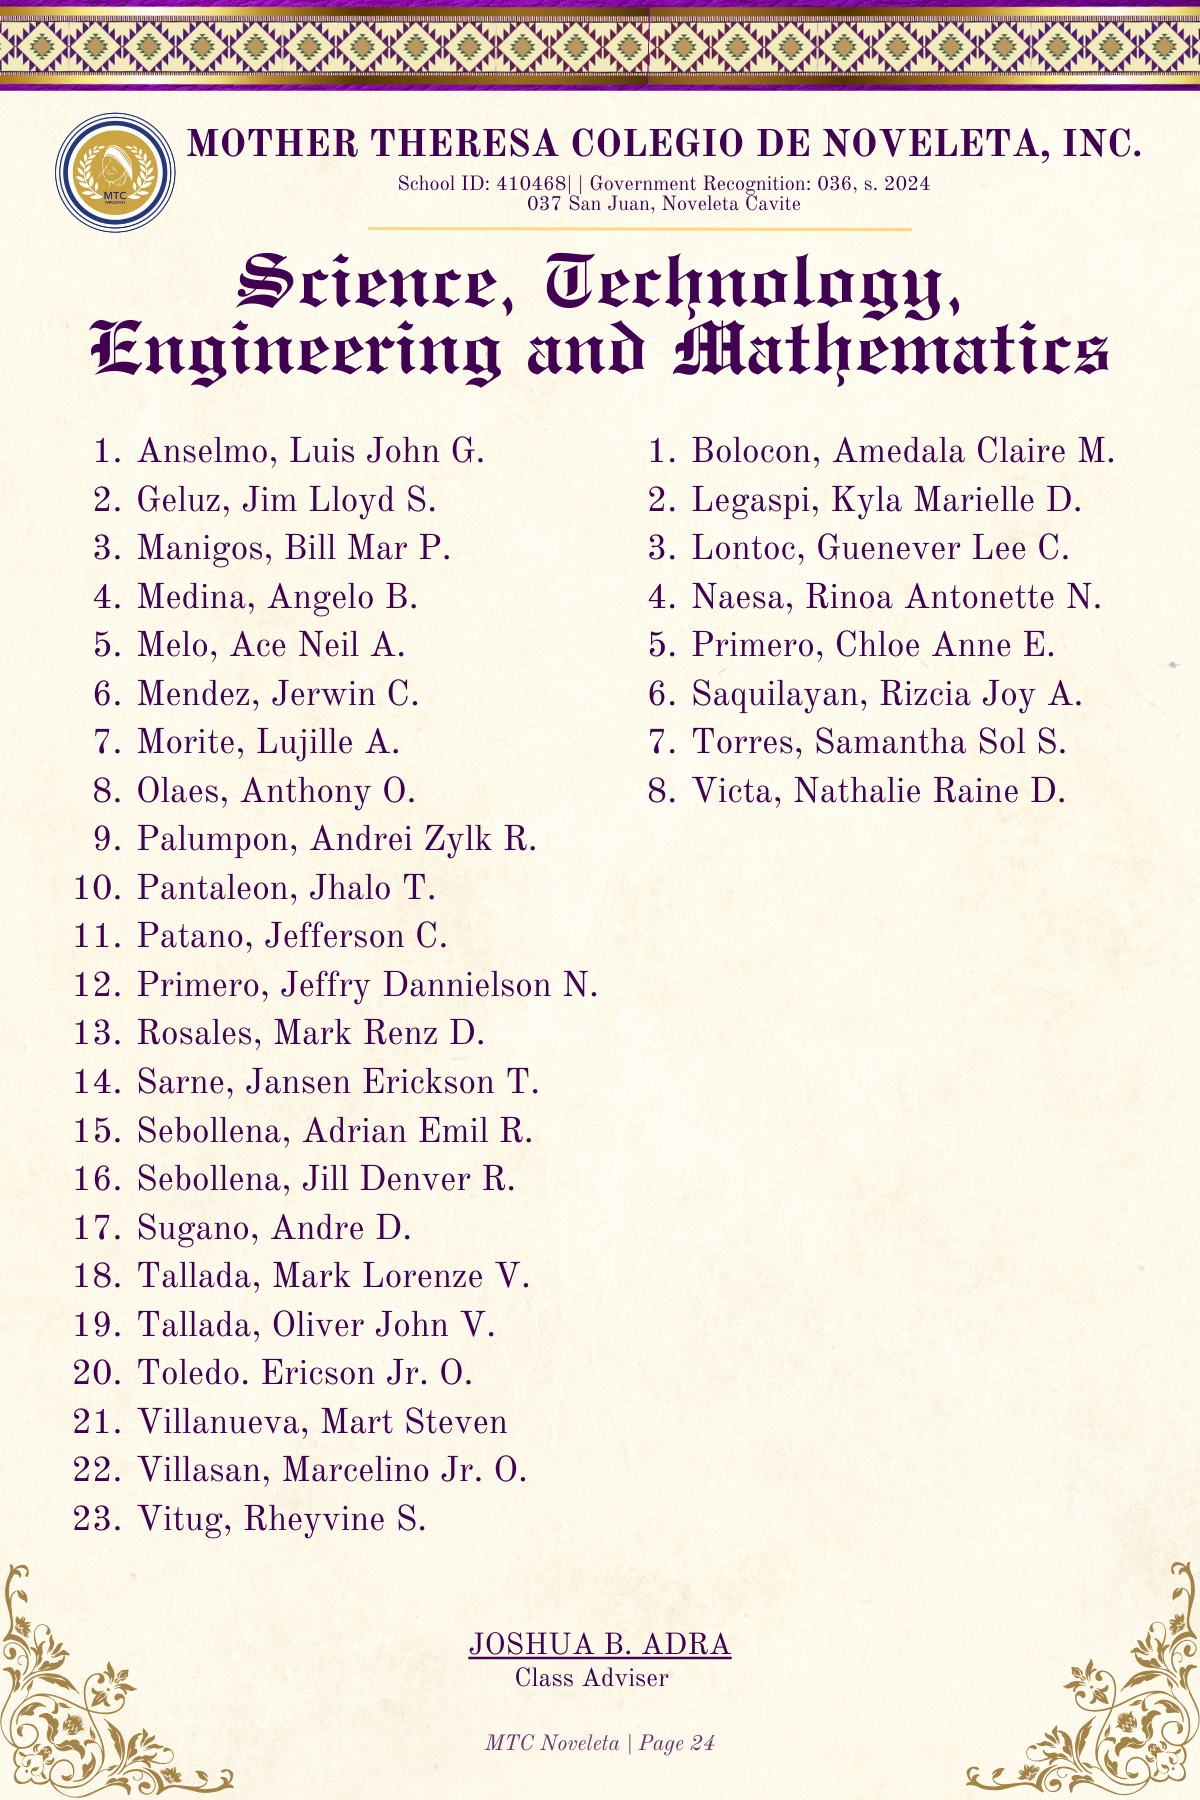 MOTHER THERESA COLEGIO DE NOVELETA, INC.
School ID: 410468| | Government Recognition: 036, s. 2024
037 San Juan, Noveleta Cavite
MTC
Science, Technology,
Engineering and Mathematics
1. Anselmo, Luis John G.
2. Geluz, Jim Lloyd S.
3. Manigos, Bill Mar P.
4. Medina, Angelo B.
5. Melo, Ace Neil A.
6. Mendez, Jerwin C.
7. Morite, Lujille A.
8. Olaes, Anthony O.
9. Palumpon, Andrei Zylk R.
10. Pantaleon, Jhalo T.
11. Patano, Jefferson C.
12. Primero, Jeffry Dannielson N.
13. Rosales, Mark Renz D.
14. Sarne, Jansen Erickson T.
15. Sebollena, Adrian Emil R.
16. Sebollena, Jill Denver R.
17. Sugano, Andre D.
18. Tallada, Mark Lorenze V.
19. Tallada, Oliver John V.
20. Toledo. Ericson Jr. O.
21. Villanueva, Mart Steven
22. Villasan, Marcelino Jr. O.
23. Vitug, Rheyvine S.
1. Bolocon, Amedala Claire M.
2. Legaspi, Kyla Marielle D.
3. Lontoc, Guenever Lee C.
4. Naesa, Rinoa Antonette N.
5. Primero, Chloe Anne E.
6. Saquilayan, Rizcia Joy A.
7. Torres, Samantha Sol S.
8. Victa, Nathalie Raine D.
JOSHUA B. ADRA
Class Adviser
MTC Noveleta | Page 24